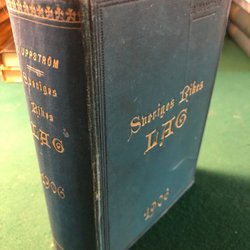 UPPSTRÖM
Sveriges
Rikes
LAG
1906
Sveriges Rikes
LAG
1906